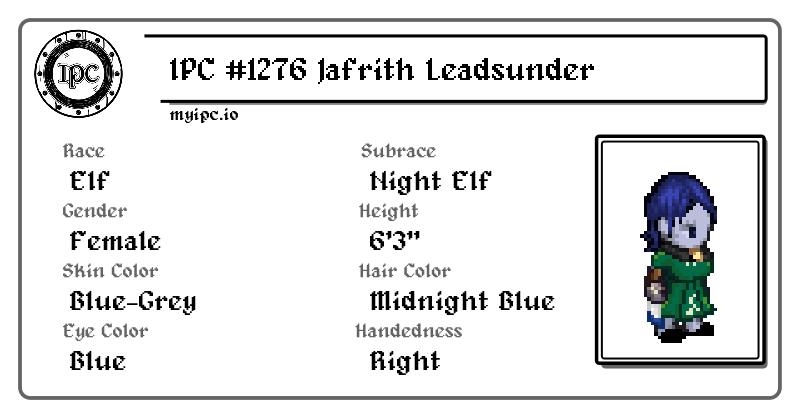 IPC
IPC #1276 Jafrith Leadsunder
myipc.io
Race
Elf
Subrace
Night Elf
Gender
Female
Height
6'3"
Skin Color
Blue-Grey
Hair Color
Midnight Blue
Eye Color
Blue
Handedness
Right